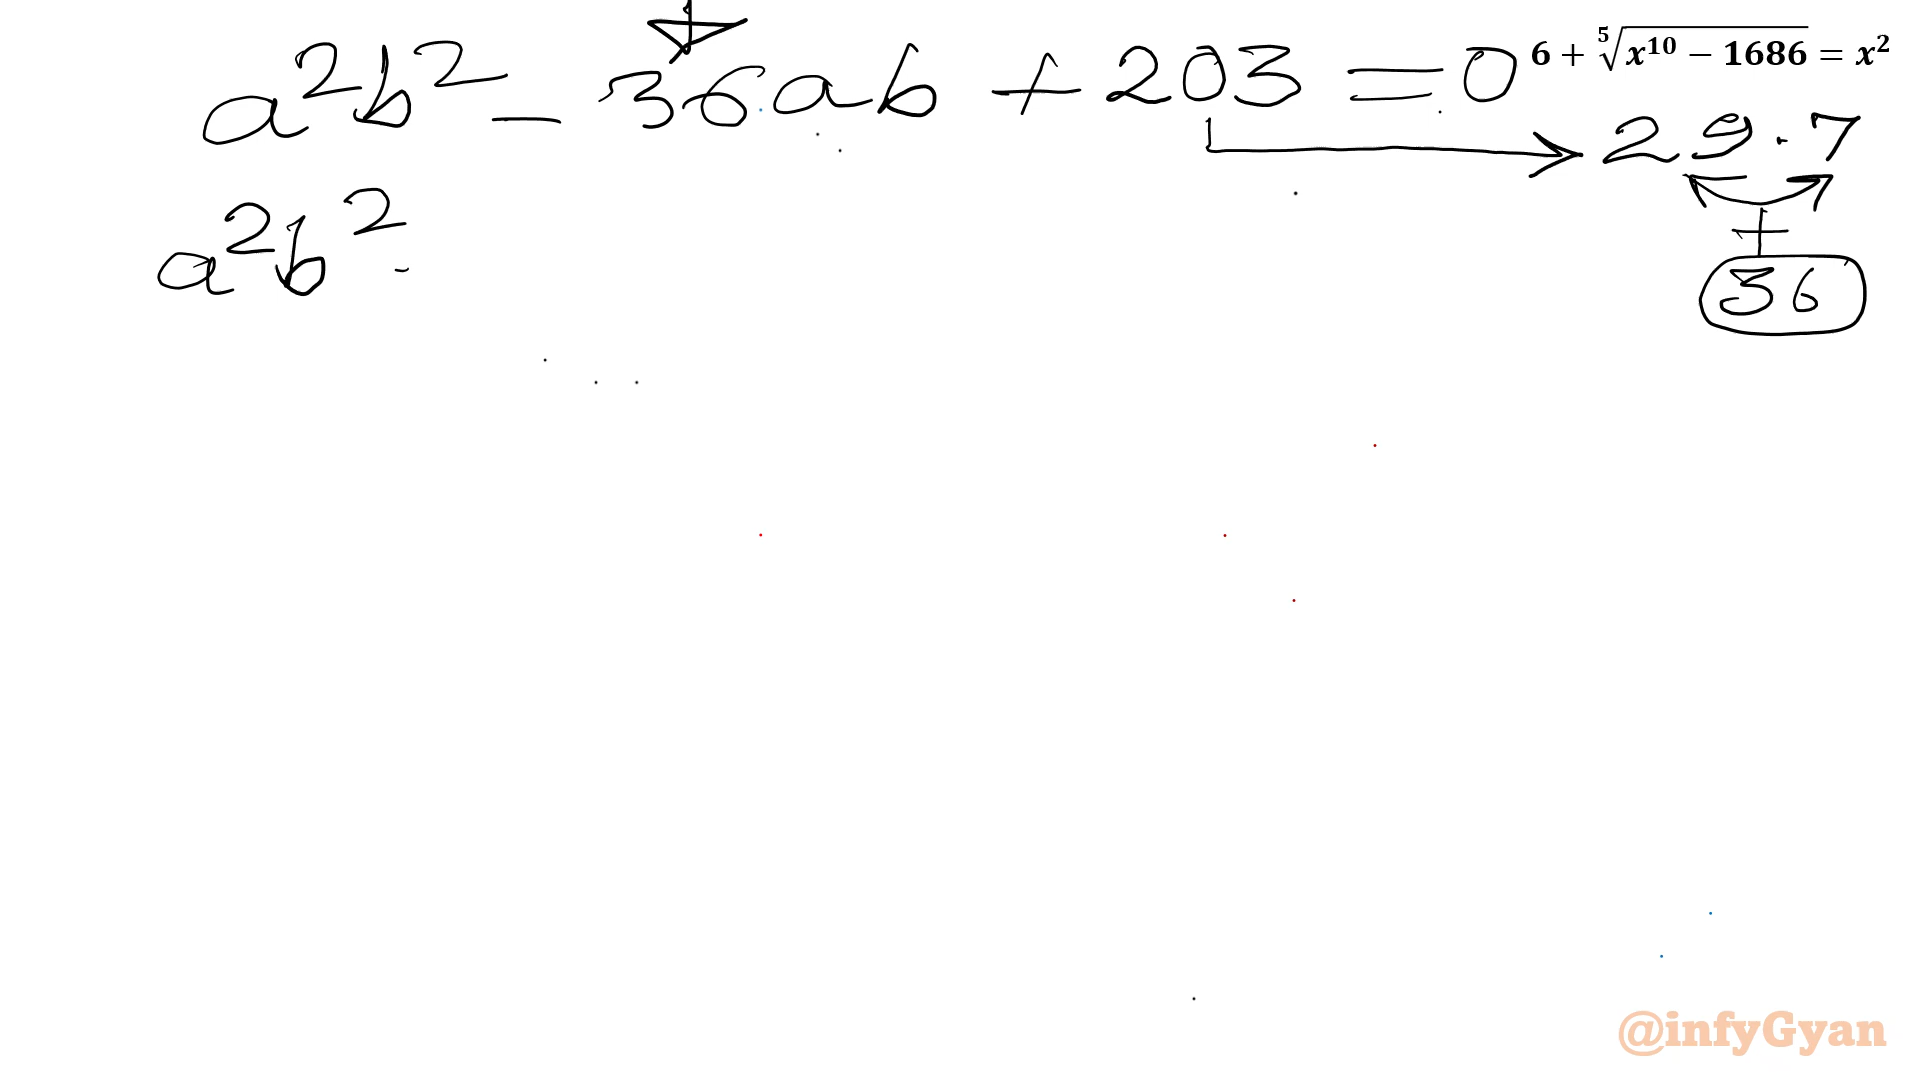 a²b² − 36ab + 203 = 0
6 + ⁵√(x¹⁰ − 1686) = x²
29·7
+
36
a²b² -
@infyGyan